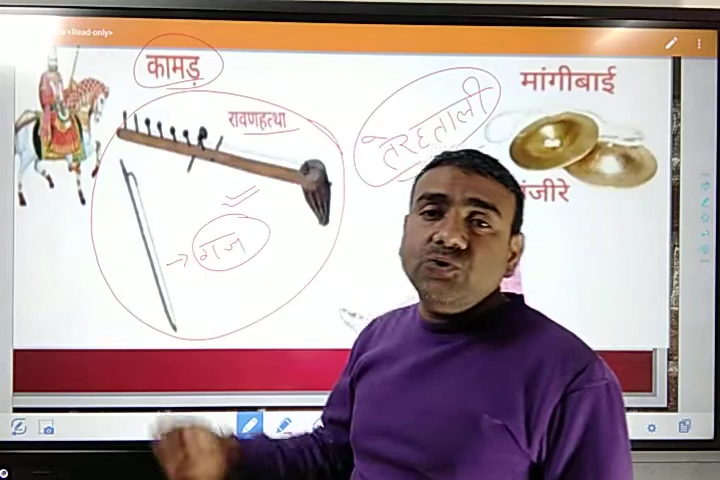 <Read-only>
कामड़
रावणहत्था
गज
तेरहताली
मांगीबाई
मंजीरे